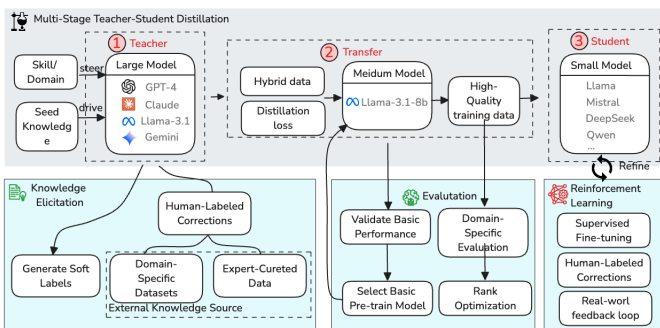 Multi-Stage Teacher-Student Distillation
1 Teacher
2 Transfer
3 Student
Skill/
Domain
steer
Seed
Knowledg
e
drive
Large Model
GPT-4
Claude
Llama-3.1
Gemini
Hybrid data
Distillation
loss
Meidum Model
Llama-3.1-8b
High-
Quality
training data
Small Model
Llama
Mistral
DeepSeek
Qwen
...
Refine
Knowledge
Elicitation
Human-Labeled
Corrections
Generate Soft
Labels
Domain-
Specific
Datasets
Expert-Cureted
Data
External Knowledge Source
Evalutation
Validate Basic
Performance
Domain-
Specific
Evaluation
Select Basic
Pre-train Model
Rank
Optimization
Reinforcement
Learning
Supervised
Fine-tuning
Human-Labeled
Corrections
Real-worl
feedback loop